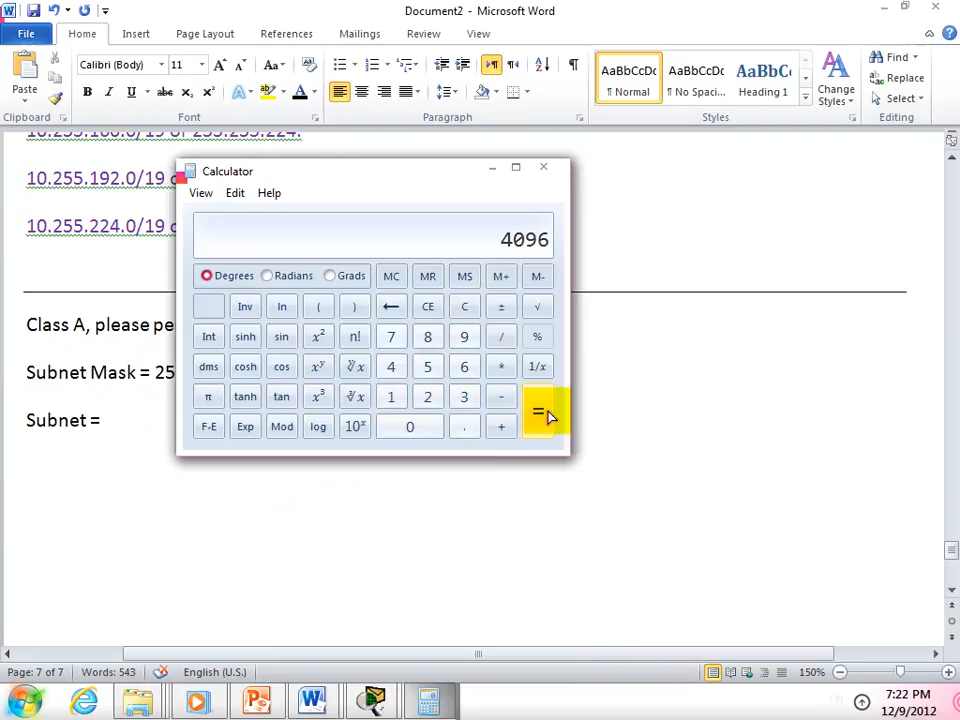 Document2 - Microsoft Word
File Home Insert Page Layout References Mailings Review View
Calibri (Body) 11 Aa
AaBbCcDc AaBbCcDc AaBbC
Find
Replace
Select
Paste
B I U abc x₂ x² A A
¶ Normal ¶ No Spaci... Heading 1
Change
Styles
Clipboard Font Paragraph Styles Editing
10.255.192.0/19
10.255.224.0/19
Class A, please pe
Subnet Mask = 25
Subnet =
Calculator
View Edit Help
4096
Degrees Radians Grads MC MR MS M+ M-
Inv ln ( ) ← CE C ± √
Int sinh sin x² n! 7 8 9 / %
dms cosh cos xʸ ʸ√x 4 5 6 * 1/x
π tanh tan x³ ³√x 1 2 3 - =
F-E Exp Mod log 10ˣ 0 . +
Page: 7 of 7 Words: 543 English (U.S.) 150%
7:22 PM
12/9/2012